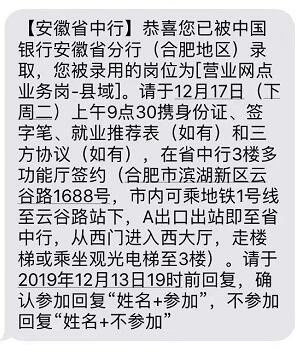 【安徽省中行】恭喜您已被中国
银行安徽省分行（合肥地区）录
取，您被录用的岗位为[营业网点
业务岗-县域]。请于12月17日（下
周二）上午9点30携身份证、签
字笔、就业推荐表（如有）和三
方协议（如有），在省中行3楼多
功能厅签约（合肥市滨湖新区云
谷路1688号，市内可乘地铁1号线
至云谷路站下，A出口出站即至省
中行，从西门进入西大厅，走楼
梯或乘坐观光电梯至3楼）。请于
2019年12月13日19时前回复，确
认参加回复“姓名+参加”，不参加
回复“姓名+不参加”